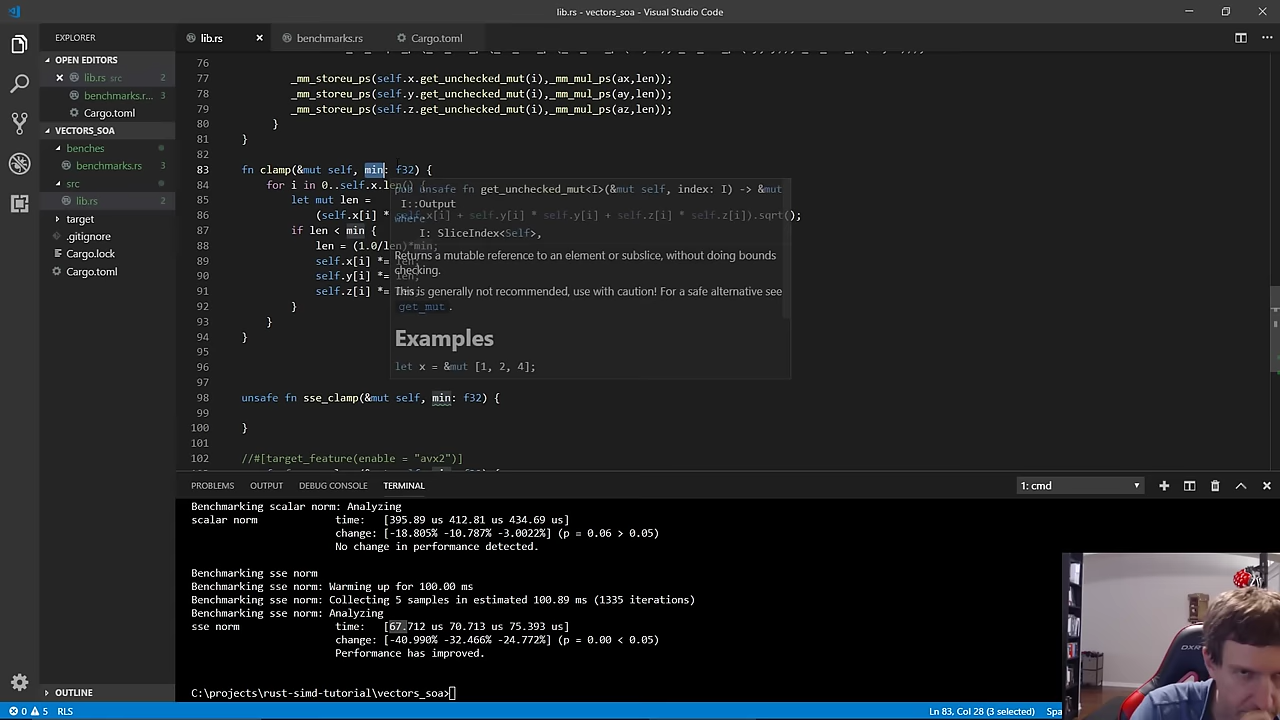 lib.rs - vectors_soa - Visual Studio Code
EXPLORER
lib.rs ×
benchmarks.rs
Cargo.toml
OPEN EDITORS
× lib.rs src 2
benchmarks.r... 3
Cargo.toml
VECTORS_SOA
benches
benchmarks.rs 3
src
lib.rs 2
target
.gitignore
Cargo.lock
Cargo.toml
OUTLINE
76
77 _mm_storeu_ps(self.x.get_unchecked_mut(i),_mm_mul_ps(ax,len));
78 _mm_storeu_ps(self.y.get_unchecked_mut(i),_mm_mul_ps(ay,len));
79 _mm_storeu_ps(self.z.get_unchecked_mut(i),_mm_mul_ps(az,len));
80 }
81 }
82
83 fn clamp(&mut self, min: f32) {
84 for i in 0..self.x.len() {
85 let mut len =
86 (self.x[i] * self.x[i] + self.y[i] * self.y[i] + self.z[i] * self.z[i]).sqrt();
87 if len < min {
88 len = (1.0/len)*min;
89 self.x[i] *= len;
90 self.y[i] *= len;
91 self.z[i] *= len;
92 }
93 }
94 }
95
96
97
98 unsafe fn sse_clamp(&mut self, min: f32) {
99
100 }
101
102 //#[target_feature(enable = "avx2")]
pub unsafe fn get_unchecked_mut<I>(&mut self, index: I) -> &mut
I::Output
where
I: SliceIndex<Self>,
Returns a mutable reference to an element or subslice, without doing bounds
checking.
This is generally not recommended, use with caution! For a safe alternative see
get_mut .
Examples
let x = &mut [1, 2, 4];
PROBLEMS OUTPUT DEBUG CONSOLE TERMINAL
1: cmd
Benchmarking scalar norm: Analyzing
scalar norm time: [395.89 us 412.81 us 434.69 us]
change: [-18.805% -10.787% -3.0022%] (p = 0.06 > 0.05)
No change in performance detected.
Benchmarking sse norm
Benchmarking sse norm: Warming up for 100.00 ms
Benchmarking sse norm: Collecting 5 samples in estimated 100.89 ms (1335 iterations)
Benchmarking sse norm: Analyzing
sse norm time: [67.712 us 70.713 us 75.393 us]
change: [-40.990% -32.466% -24.772%] (p = 0.00 < 0.05)
Performance has improved.
C:\projects\rust-simd-tutorial\vectors_soa>
0 5 RLS
Ln 83, Col 28 (3 selected)
DXR